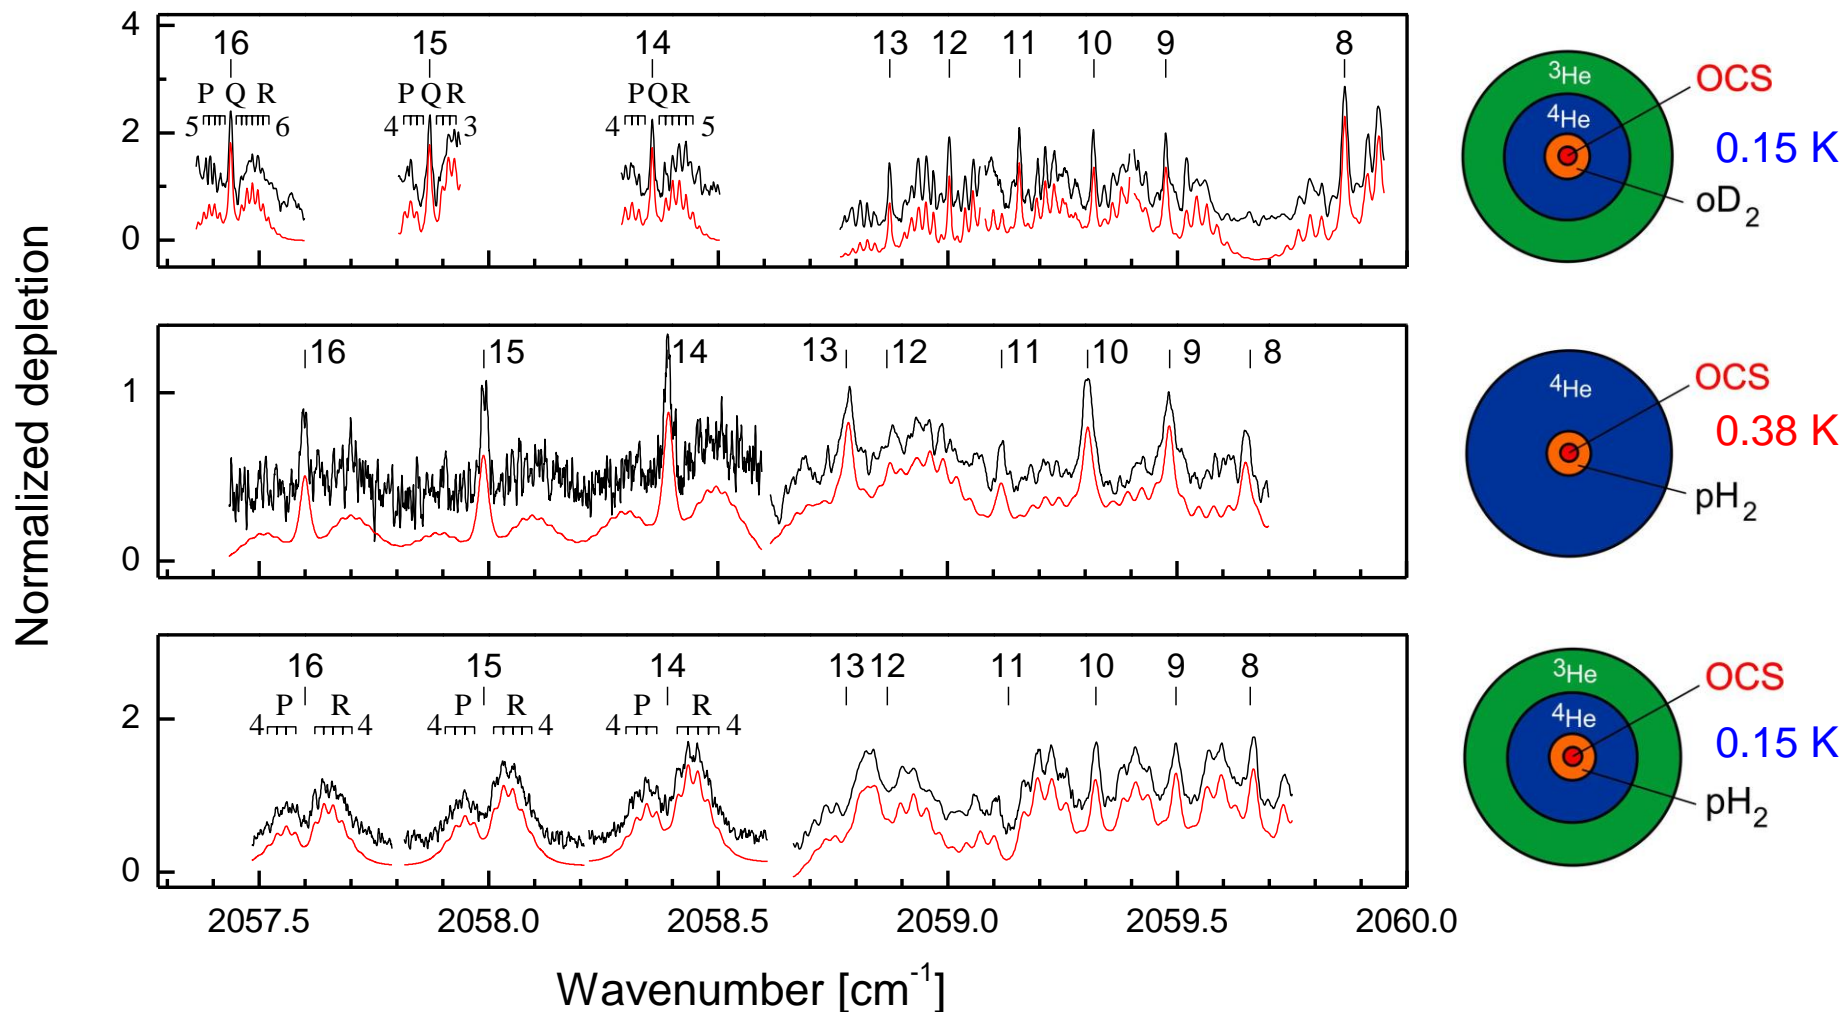 Normalized depletion
4
2
0
16 15 14 13 12 11 10 9 8
P Q R P Q R P Q R
5 6 4 3 4 5
3He
4He
OCS
0.15 K
oD2
1
0
16 15 14 13 12 11 10 9 8
4He
OCS
0.38 K
pH2
2
0
16 15 14 13 12 11 10 9 8
P R P R P R
4 4 4 4 4 4
3He
4He
OCS
0.15 K
pH2
2057.5 2058.0 2058.5 2059.0 2059.5 2060.0
Wavenumber [cm-1]